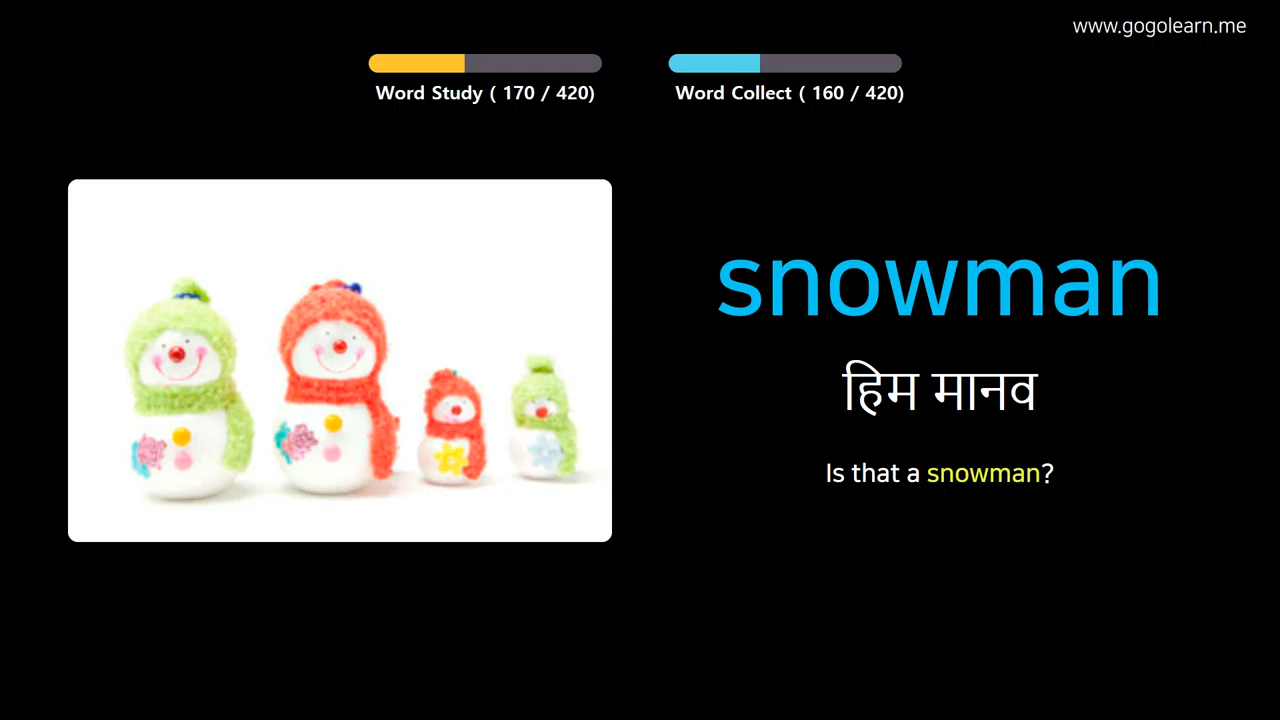 www.gogolearn.me
Word Study ( 170 / 420)
Word Collect ( 160 / 420)
snowman
हिम मानव
Is that a snowman?